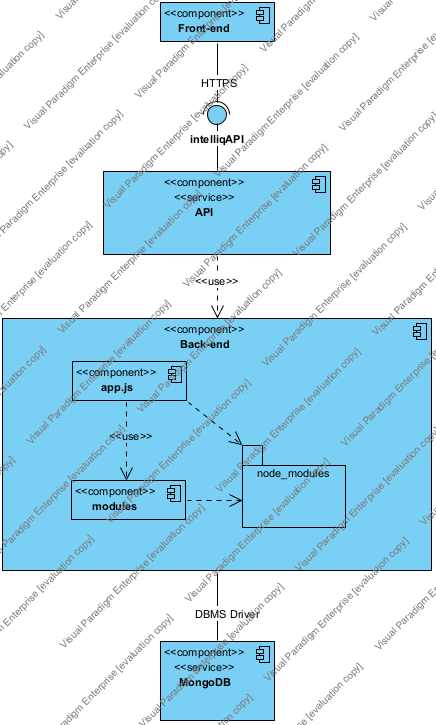 <<component>>
Front-end
HTTPS
intelliqAPI
<<component>>
<<service>>
API
<<use>>
<<component>>
Back-end
<<component>>
app.js
<<use>>
node_modules
<<component>>
modules
DBMS Driver
<<component>>
<<service>>
MongoDB
Visual Paradigm Enterprise [evaluation copy]